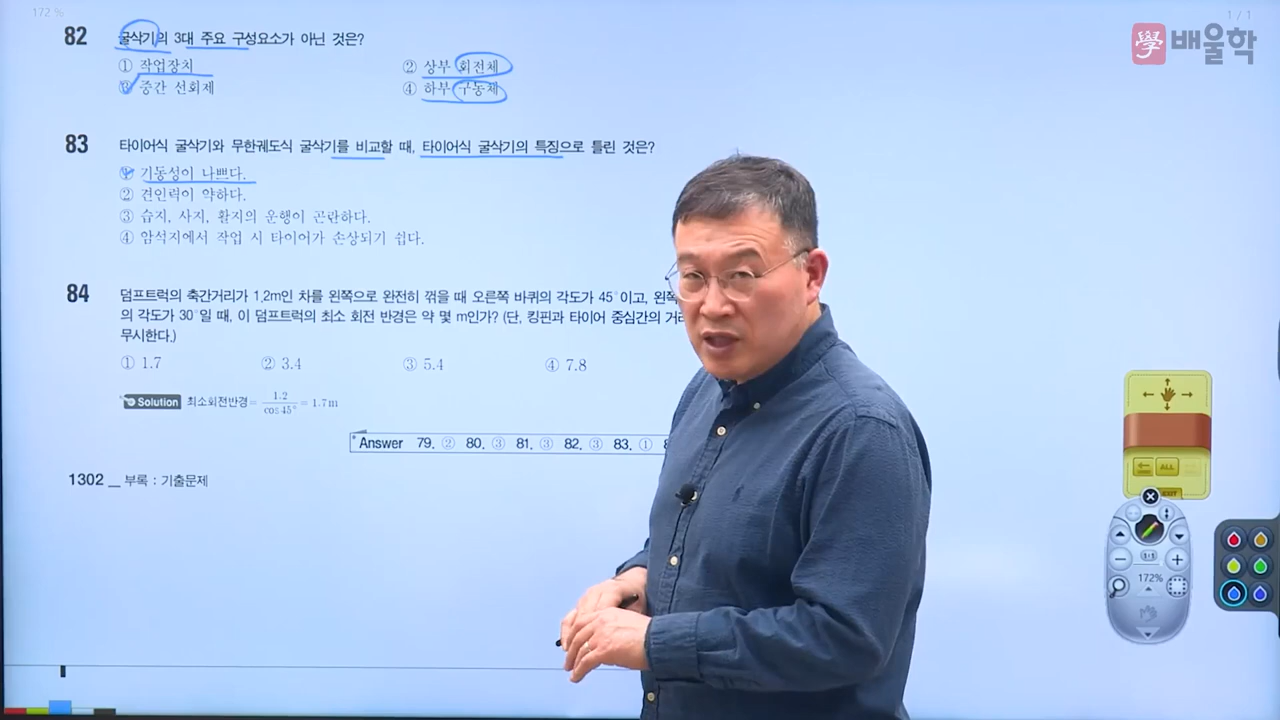 172 %
1 / 1
學 배울학
82 굴삭기의 3대 주요 구성요소가 아닌 것은?
① 작업장치 ② 상부 회전체
③ 중간 선회체 ④ 하부 구동체
83 타이어식 굴삭기와 무한궤도식 굴삭기를 비교할 때, 타이어식 굴삭기의 특징으로 틀린 것은?
① 기동성이 나쁘다.
② 견인력이 약하다.
③ 습지, 사지, 활지의 운행이 곤란하다.
④ 암석지에서 작업 시 타이어가 손상되기 쉽다.
84 덤프트럭의 축간거리가 1.2m인 차를 왼쪽으로 완전히 꺾을 때 오른쪽 바퀴의 각도가 45°이고, 왼쪽
의 각도가 30°일 때, 이 덤프트럭의 최소 회전 반경은 약 몇 m인가? (단, 킹핀과 타이어 중심간의 거리
무시한다.)
① 1.7 ② 3.4 ③ 5.4 ④ 7.8
Solution 최소회전반경= 1.2 / cos45° = 1.7m
Answer 79. ② 80. ③ 81. ③ 82. ③ 83. ①
1302 __ 부록 : 기출문제
ALL
EXIT
1:1
172%